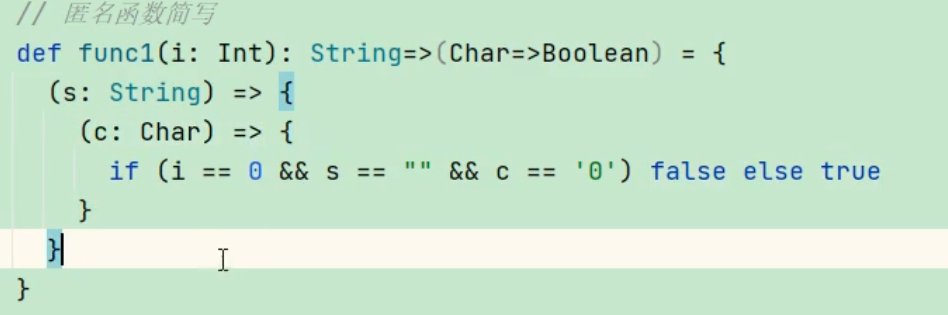 // 匿名函数简写
def func1(i: Int): String=>(Char=>Boolean) = {
  (s: String) => {
    (c: Char) => {
      if (i == 0 && s == "" && c == '0') false else true
    }
  }
}